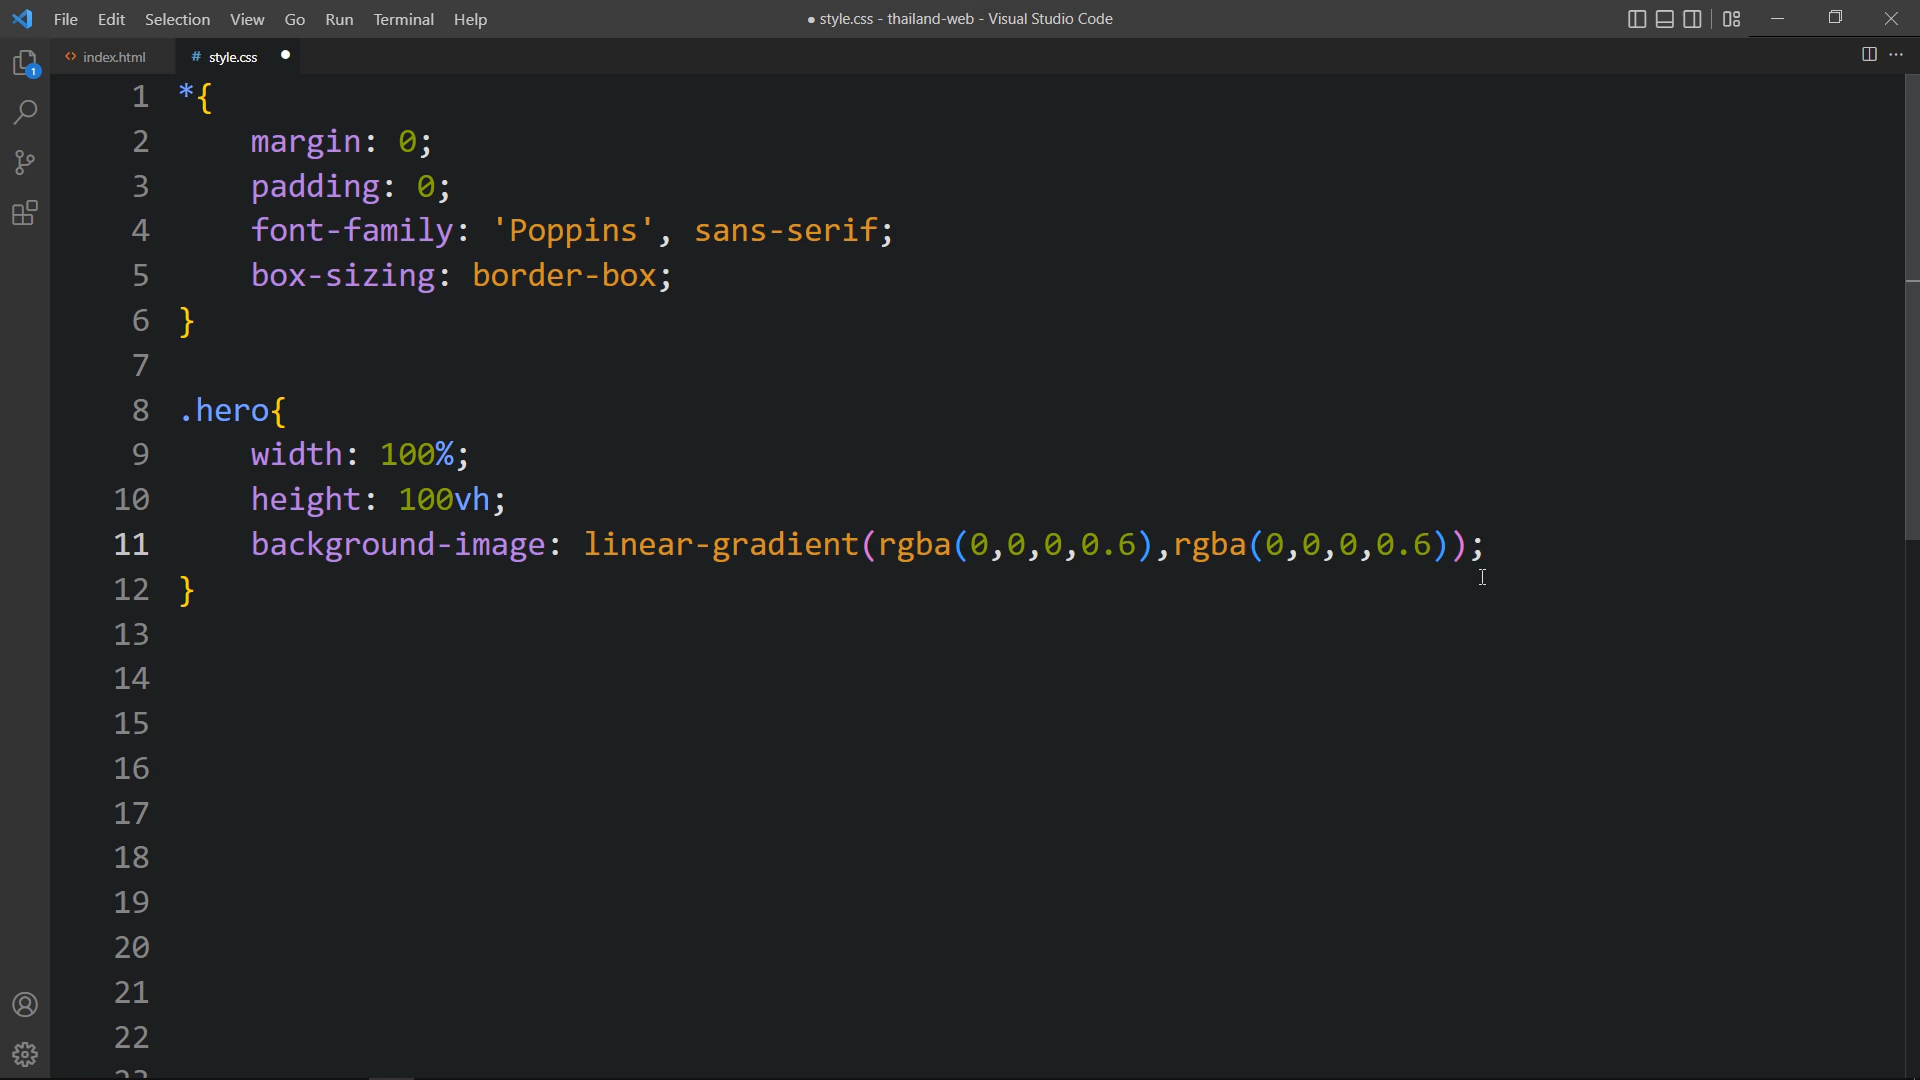 File Edit Selection View Go Run Terminal Help
● style.css - thailand-web - Visual Studio Code
1
<> index.html
# style.css ●
1 *{
2     margin: 0;
3     padding: 0;
4     font-family: 'Poppins', sans-serif;
5     box-sizing: border-box;
6 }
7
8 .hero{
9     width: 100%;
10     height: 100vh;
11     background-image: linear-gradient(rgba(0,0,0,0.6),rgba(0,0,0,0.6));
12 }
13
14
15
16
17
18
19
20
21
22
23